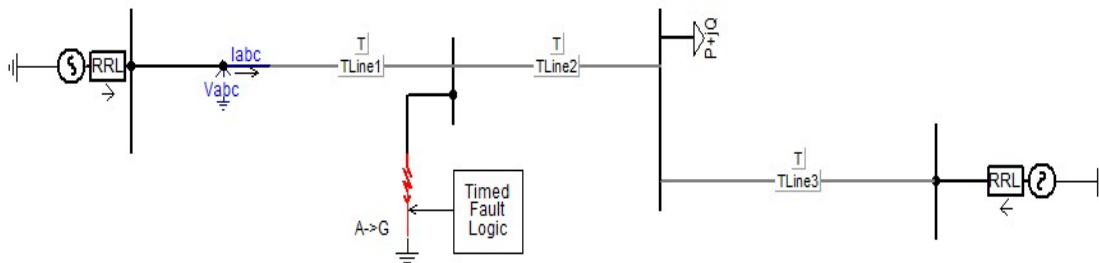 RRL
Iabc
Vabc
T
TLine1
T
TLine2
P+jQ
T
TLine3
RRL
A->G
Timed
Fault
Logic